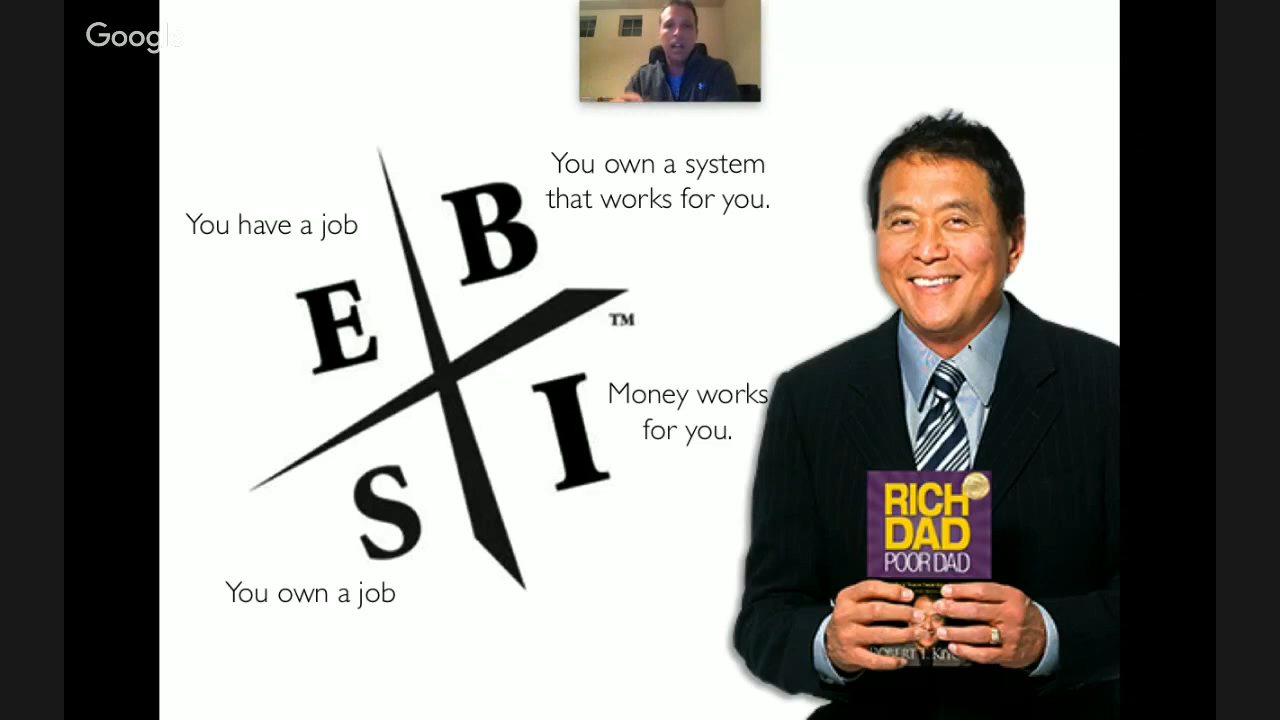 Google
You own a system
that works for you.
You have a job
B
E
TM
Money works
for you.
I
S
RICH
DAD
POOR DAD
You own a job
ROBERT T.